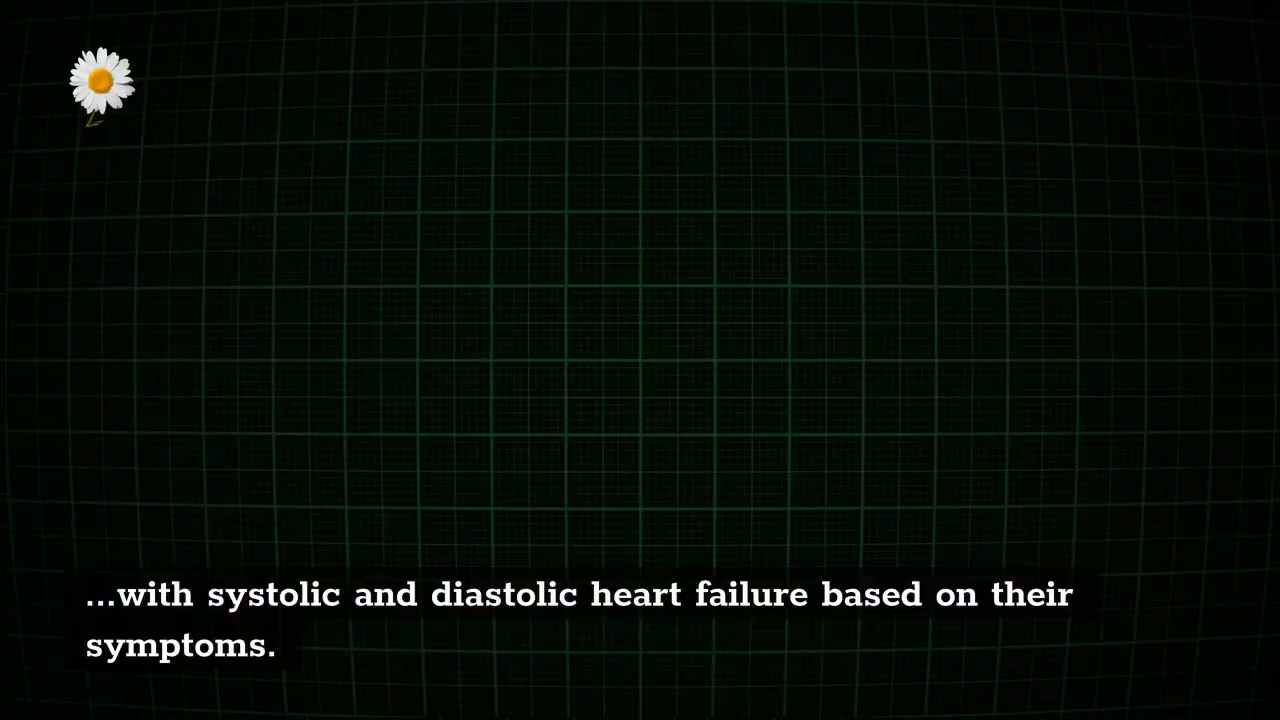 ...with systolic and diastolic heart failure based on their
symptoms.